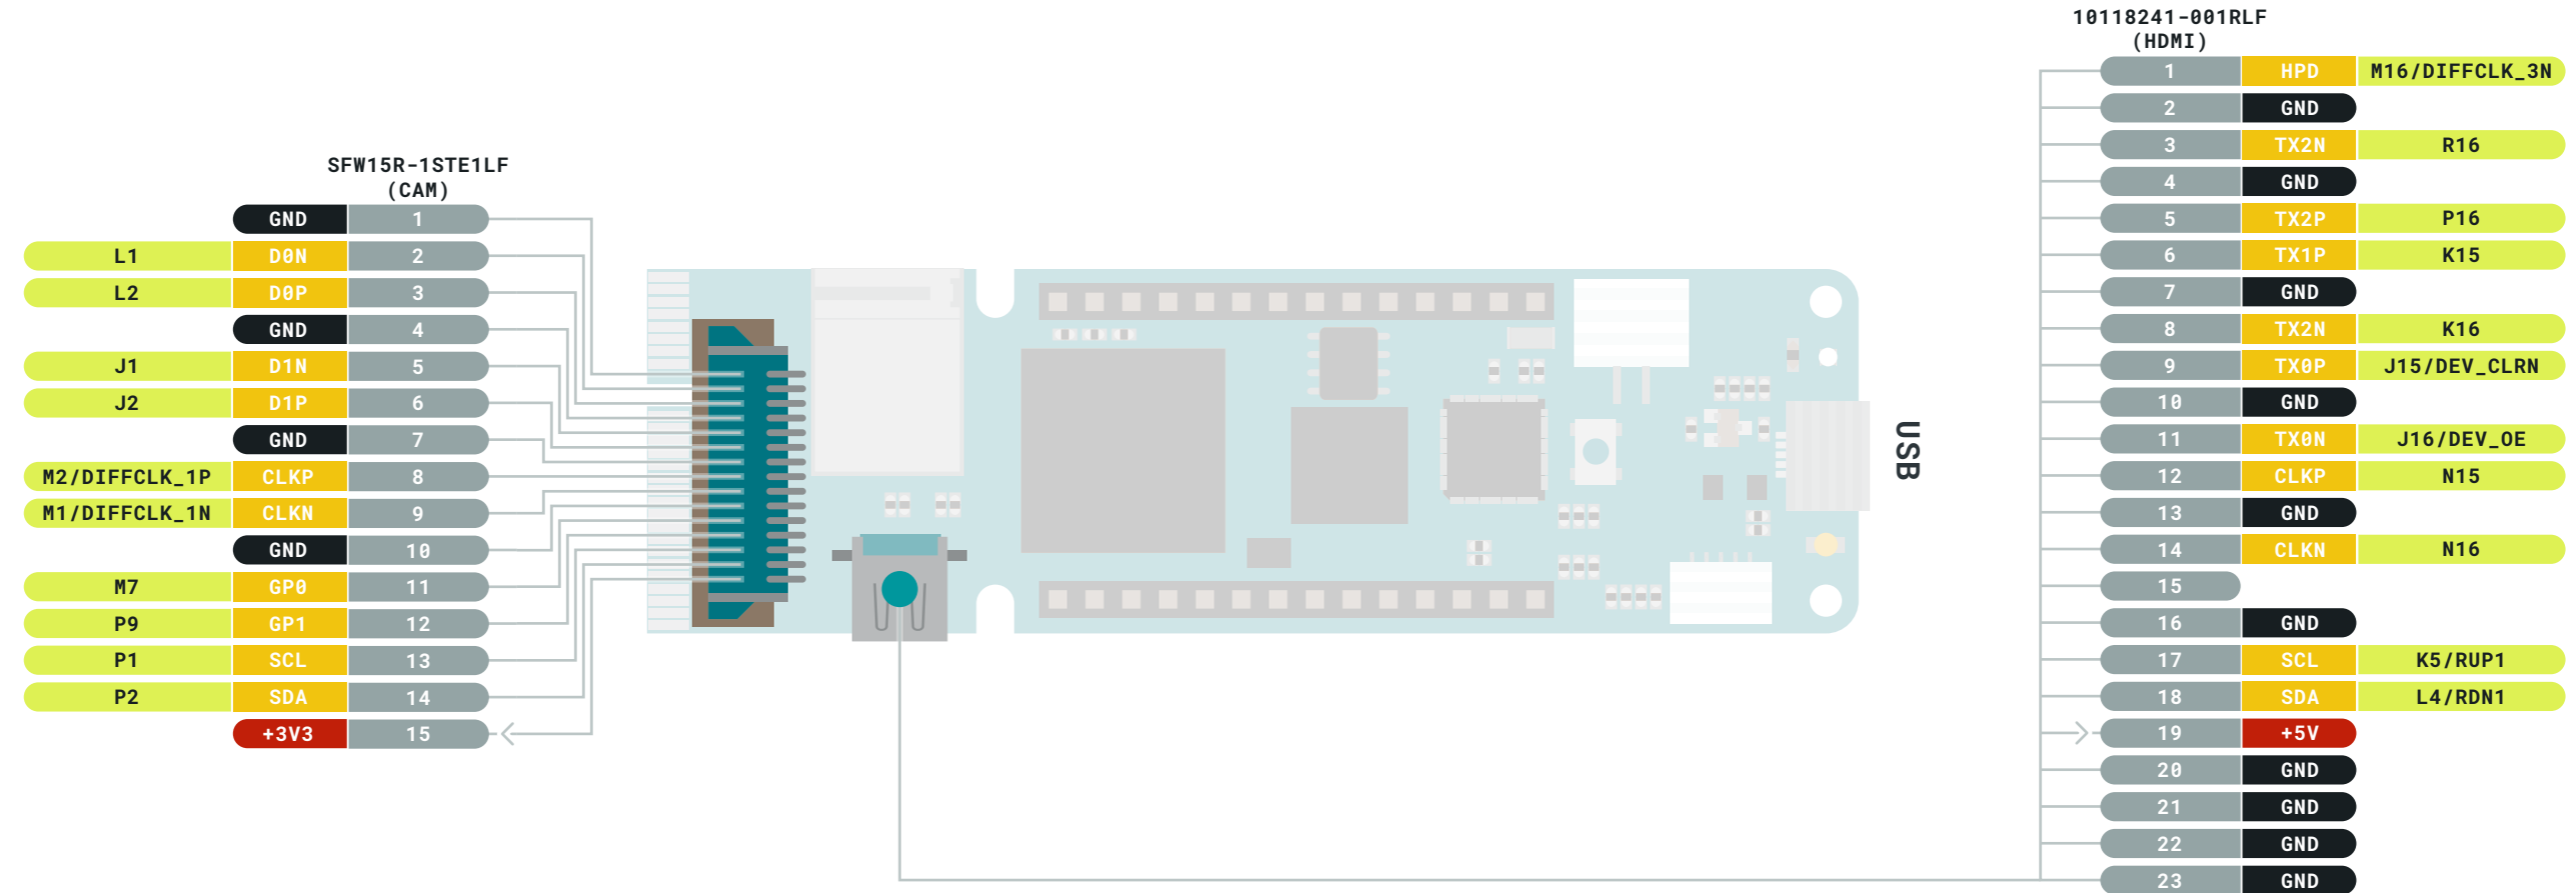 SFW15R-1STE1LF
(CAM)
GND 1
L1 D0N 2
L2 D0P 3
GND 4
J1 D1N 5
J2 D1P 6
GND 7
M2/DIFFCLK_1P CLKP 8
M1/DIFFCLK_1N CLKN 9
GND 10
M7 GP0 11
P9 GP1 12
P1 SCL 13
P2 SDA 14
+3V3 15
USB
10118241-001RLF
(HDMI)
1 HPD M16/DIFFCLK_3N
2 GND
3 TX2N R16
4 GND
5 TX2P P16
6 TX1P K15
7 GND
8 TX2N K16
9 TX0P J15/DEV_CLRN
10 GND
11 TX0N J16/DEV_OE
12 CLKP N15
13 GND
14 CLKN N16
15
16 GND
17 SCL K5/RUP1
18 SDA L4/RDN1
19 +5V
20 GND
21 GND
22 GND
23 GND